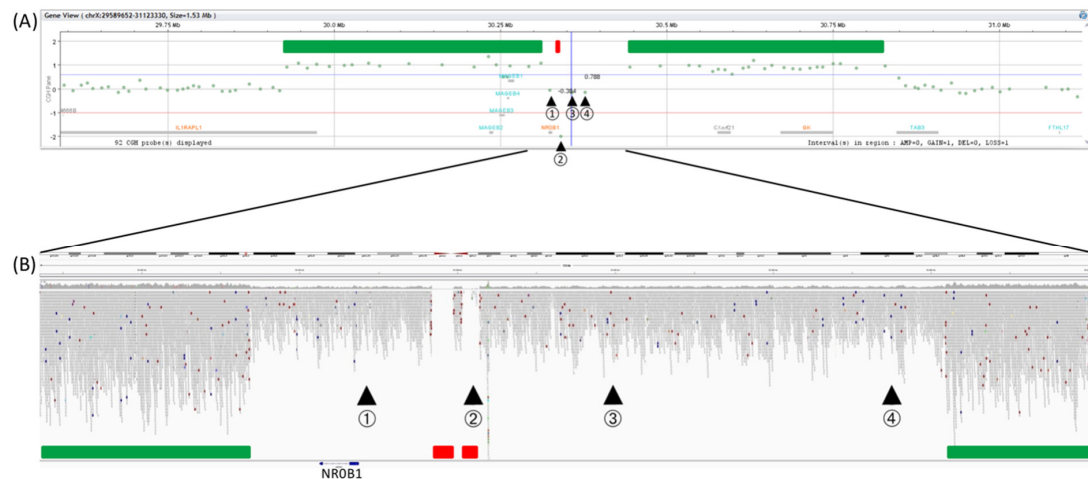 (A)
Gene View ( chrX:29589652-31123330, Size=1.53 Mb)
29.75 Mb 30.0 Mb 30.25 Mb 30.5 Mb 30.75 Mb 31.0 Mb
2
1
0
-1
-2
0.788
①
③
④
MAGEB4
MAGEB2
NR0B1
IL1RAPL1
CXorf21
GK
TAB3
FTHL17
92 CGH probe(s) displayed
Interval(s) in region : AMP=0, GAIN=1, DEL=0, LOSS=1
②
(B)
①
②
③
④
NR0B1